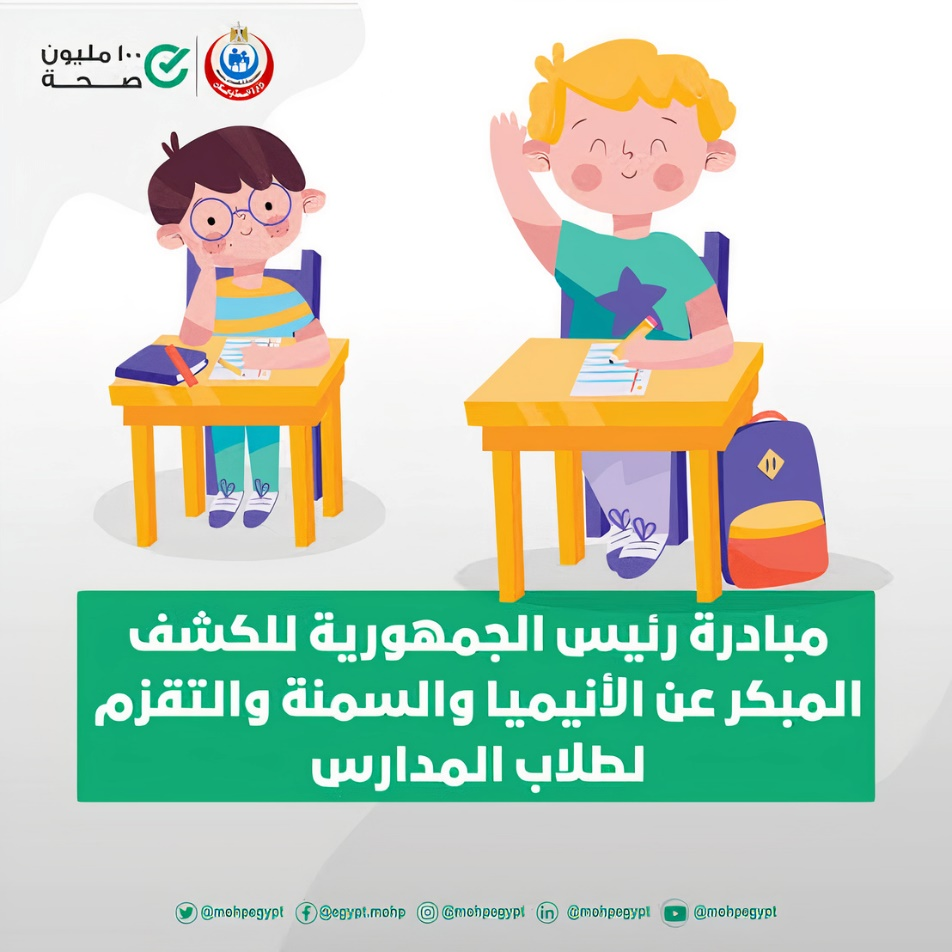 ١٠٠ مليون
صحة
مبادرة رئيس الجمهورية للكشف
المبكر عن الأنيميا والسمنة والتقزم
لطلاب المدارس
@mohpegypt @egypt.mohp @mohpegypt @mohpegypt @mohpegypt